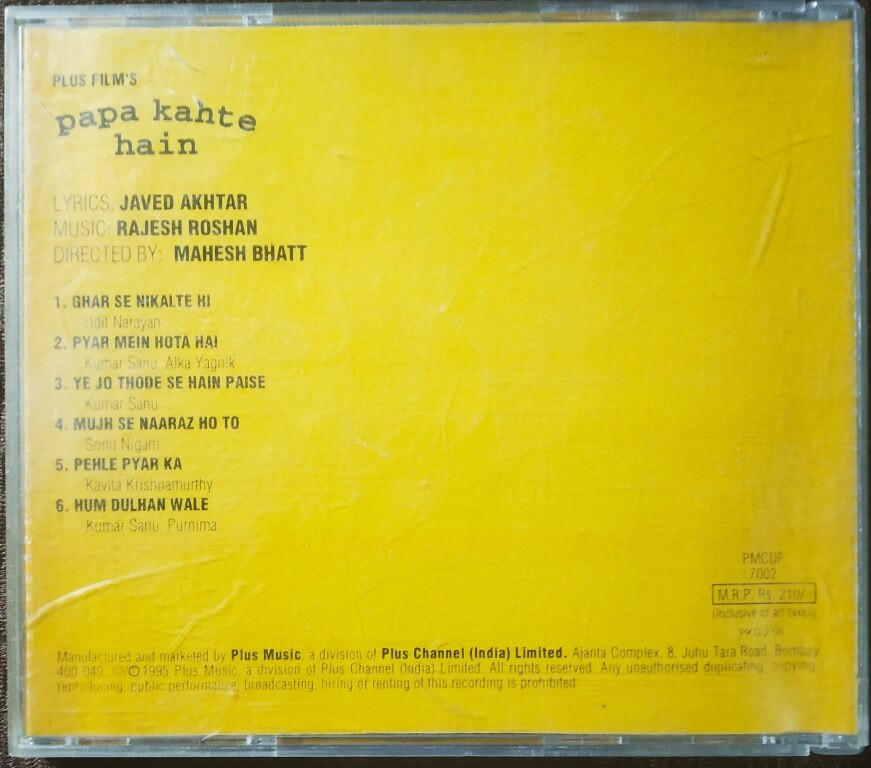 PLUS FILM'S
papa kahte
hain
LYRICS: JAVED AKHTAR
MUSIC: RAJESH ROSHAN
DIRECTED BY: MAHESH BHATT
1. GHAR SE NIKALTE HI
Udit Narayan
2. PYAR MEIN HOTA HAI
Kumar Sanu, Alka Yagnik
3. YE JO THODE SE HAIN PAISE
Kumar Sanu
4. MUJH SE NAARAZ HO TO
Sonu Nigam
5. PEHLE PYAR KA
Kavita Krishnamurthy
6. HUM DULHAN WALE
Kumar Sanu, Purnima
PMCDF
7002
M.R.P. Rs. 210/-
(Inclusive of all taxes)
Manufactured and marketed by Plus Music, a division of Plus Channel (India) Limited. Ajanta Complex, 8, Juhu Tara Road, Bombay
400 049. ℗ © 1995 Plus Music, a division of Plus Channel (India) Limited. All rights reserved. Any unauthorised duplicating, copying,
reproducing, public performance, broadcasting, hiring or renting of this recording is prohibited.